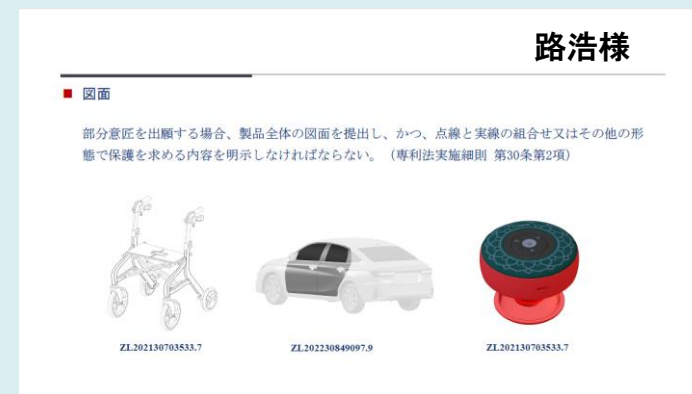 路浩様
■ 図面
部分意匠を出願する場合、製品全体の図面を提出し、かつ、点線と実線の組合せ又はその他の形
態で保護を求める内容を明示しなければならない。（専利法実施細則 第30条第2項）
ZL202130703533.7 ZL202230849097.9 ZL202130703533.7